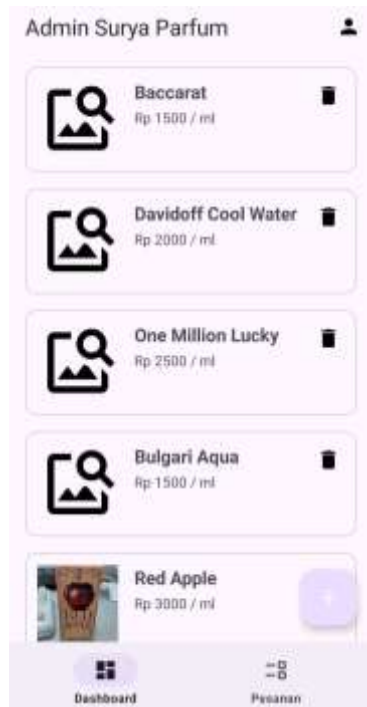 Admin Surya Parfum
Baccarat
Rp 1500 / ml
Davidoff Cool Water
Rp 2000 / ml
One Million Lucky
Rp 2500 / ml
Bulgari Aqua
Rp 1500 / ml
Red Apple
Rp 3000 / ml
+
Dashboard
Pesanan